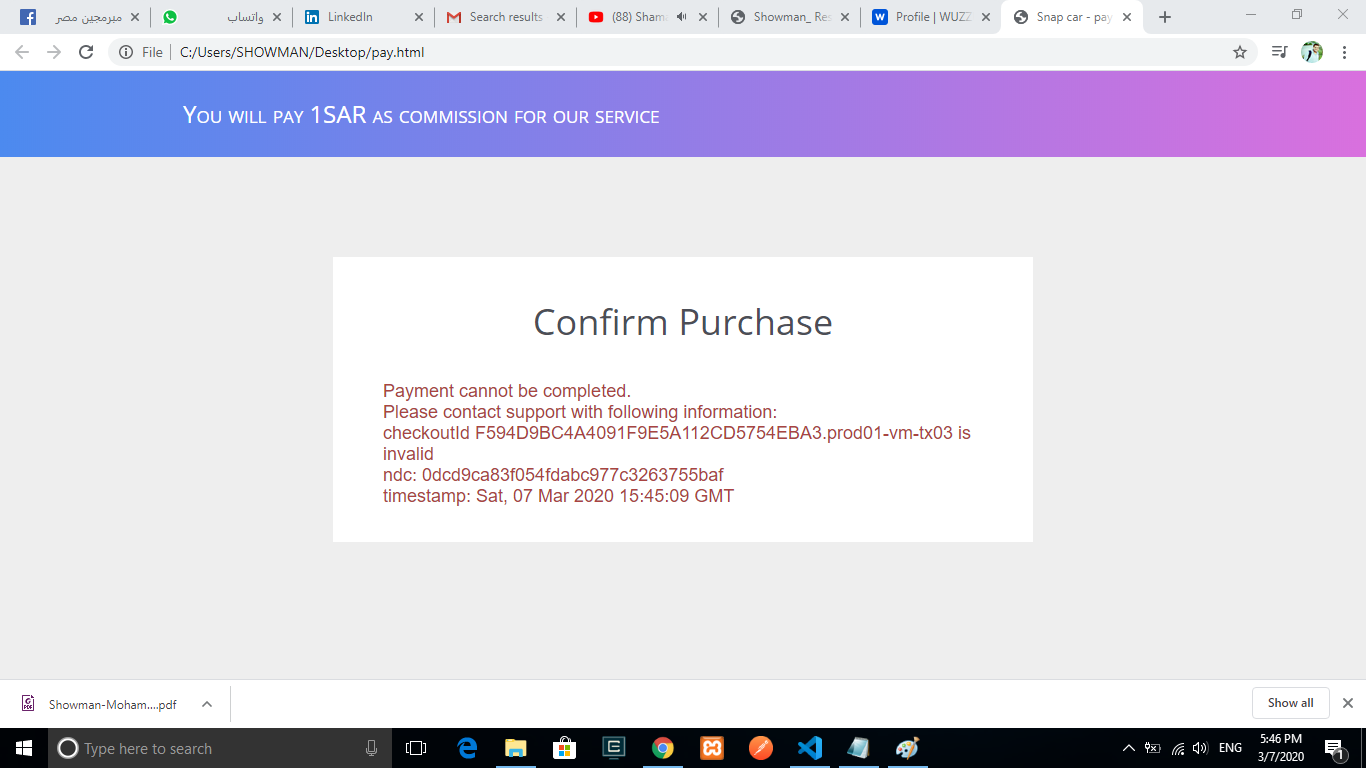 مبرمجين مصر
واتساب
LinkedIn
Search results
(88) Sham
Showman_ Res
Profile | WUZZ
Snap car - pay
File
C:/Users/SHOWMAN/Desktop/pay.html
You will pay 1SAR as commission for our service
Confirm Purchase
Payment cannot be completed.
Please contact support with following information:
checkoutId F594D9BC4A4091F9E5A112CD5754EBA3.prod01-vm-tx03 is
invalid
ndc: 0dcd9ca83f054fdabc977c3263755baf
timestamp: Sat, 07 Mar 2020 15:45:09 GMT
Showman-Moham....pdf
Show all
Type here to search
ENG
5:46 PM
3/7/2020
1